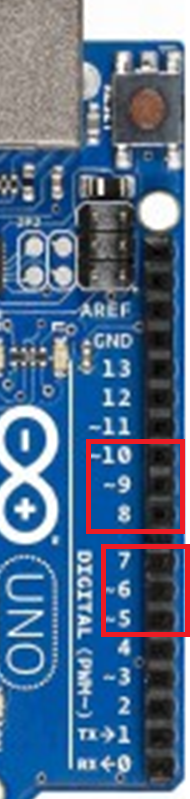 AREF
GND
13
12
~11
~10
~9
8
7
~6
~5
4
~3
2
TX→1
RX←0
DIGITAL (PWM~)
UNO